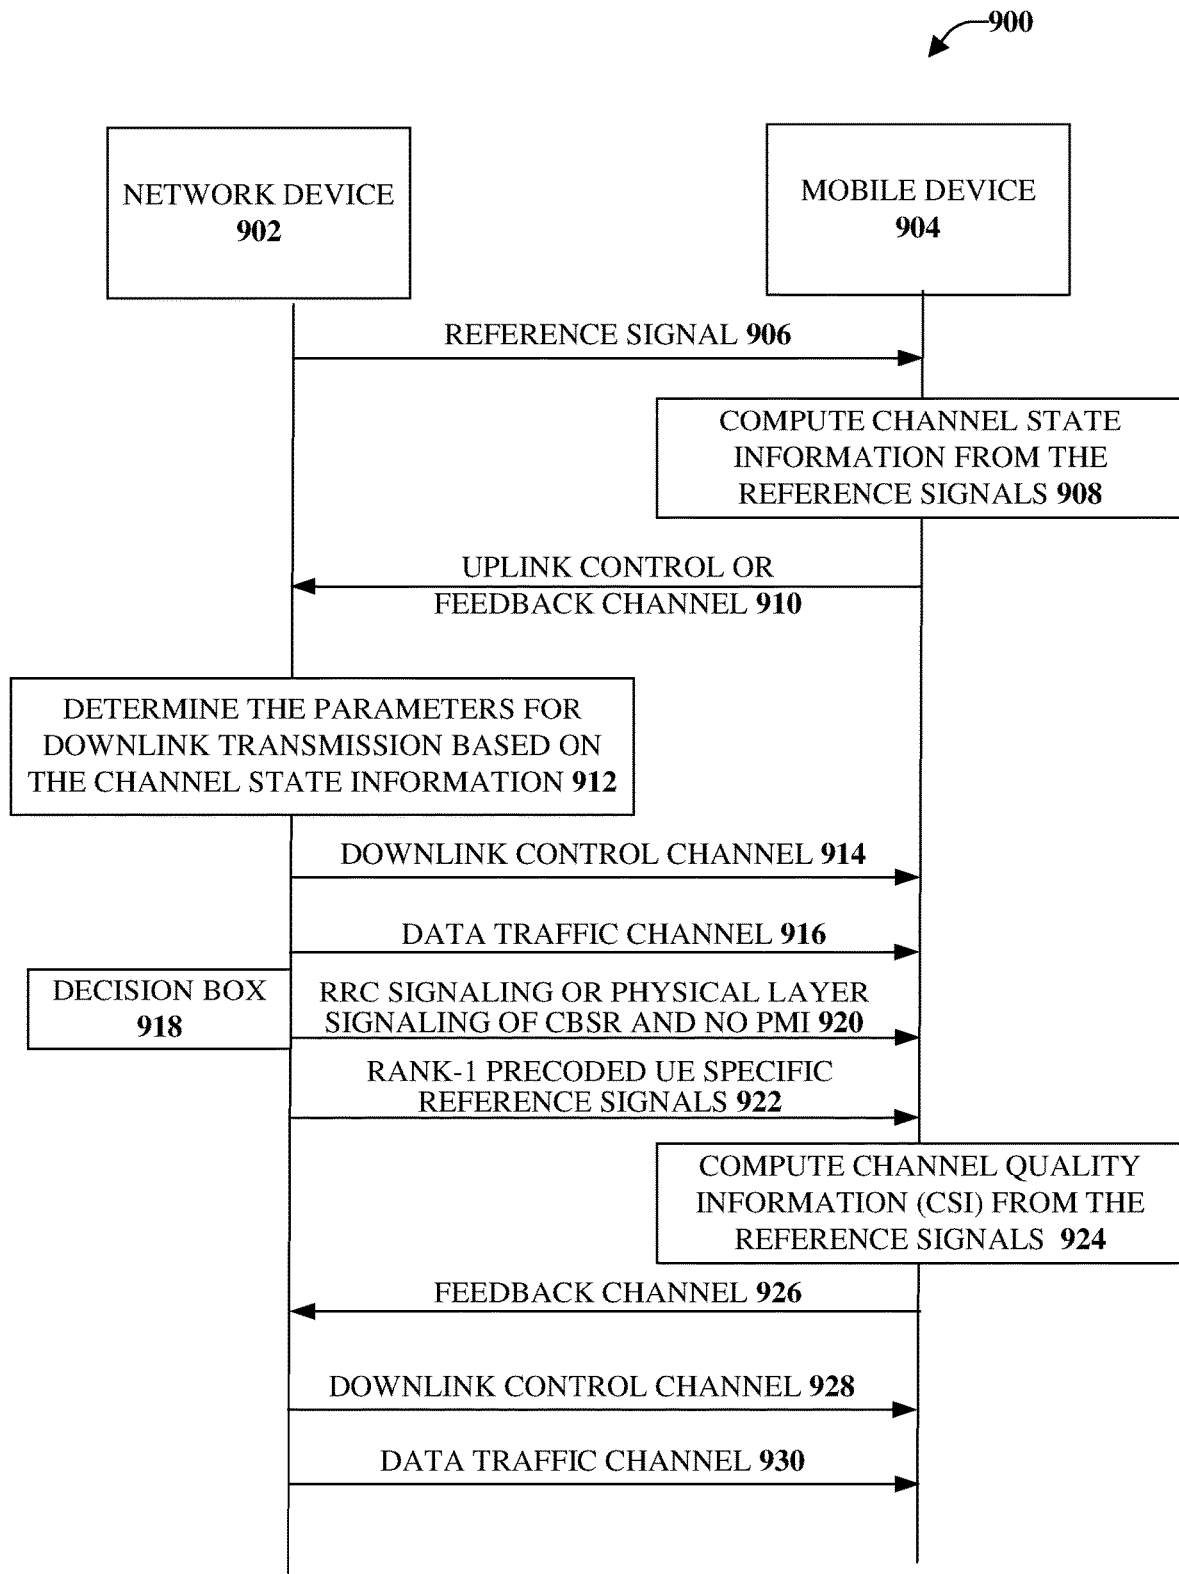 900
NETWORK DEVICE
902
MOBILE DEVICE
904
REFERENCE SIGNAL 906
COMPUTE CHANNEL STATE
INFORMATION FROM THE
REFERENCE SIGNALS 908
UPLINK CONTROL OR
FEEDBACK CHANNEL 910
DETERMINE THE PARAMETERS FOR
DOWNLINK TRANSMISSION BASED ON
THE CHANNEL STATE INFORMATION 912
DOWNLINK CONTROL CHANNEL 914
DATA TRAFFIC CHANNEL 916
DECISION BOX
918
RRC SIGNALING OR PHYSICAL LAYER
SIGNALING OF CBSR AND NO PMI 920
RANK-1 PRECODED UE SPECIFIC
REFERENCE SIGNALS 922
COMPUTE CHANNEL QUALITY
INFORMATION (CSI) FROM THE
REFERENCE SIGNALS 924
FEEDBACK CHANNEL 926
DOWNLINK CONTROL CHANNEL 928
DATA TRAFFIC CHANNEL 930